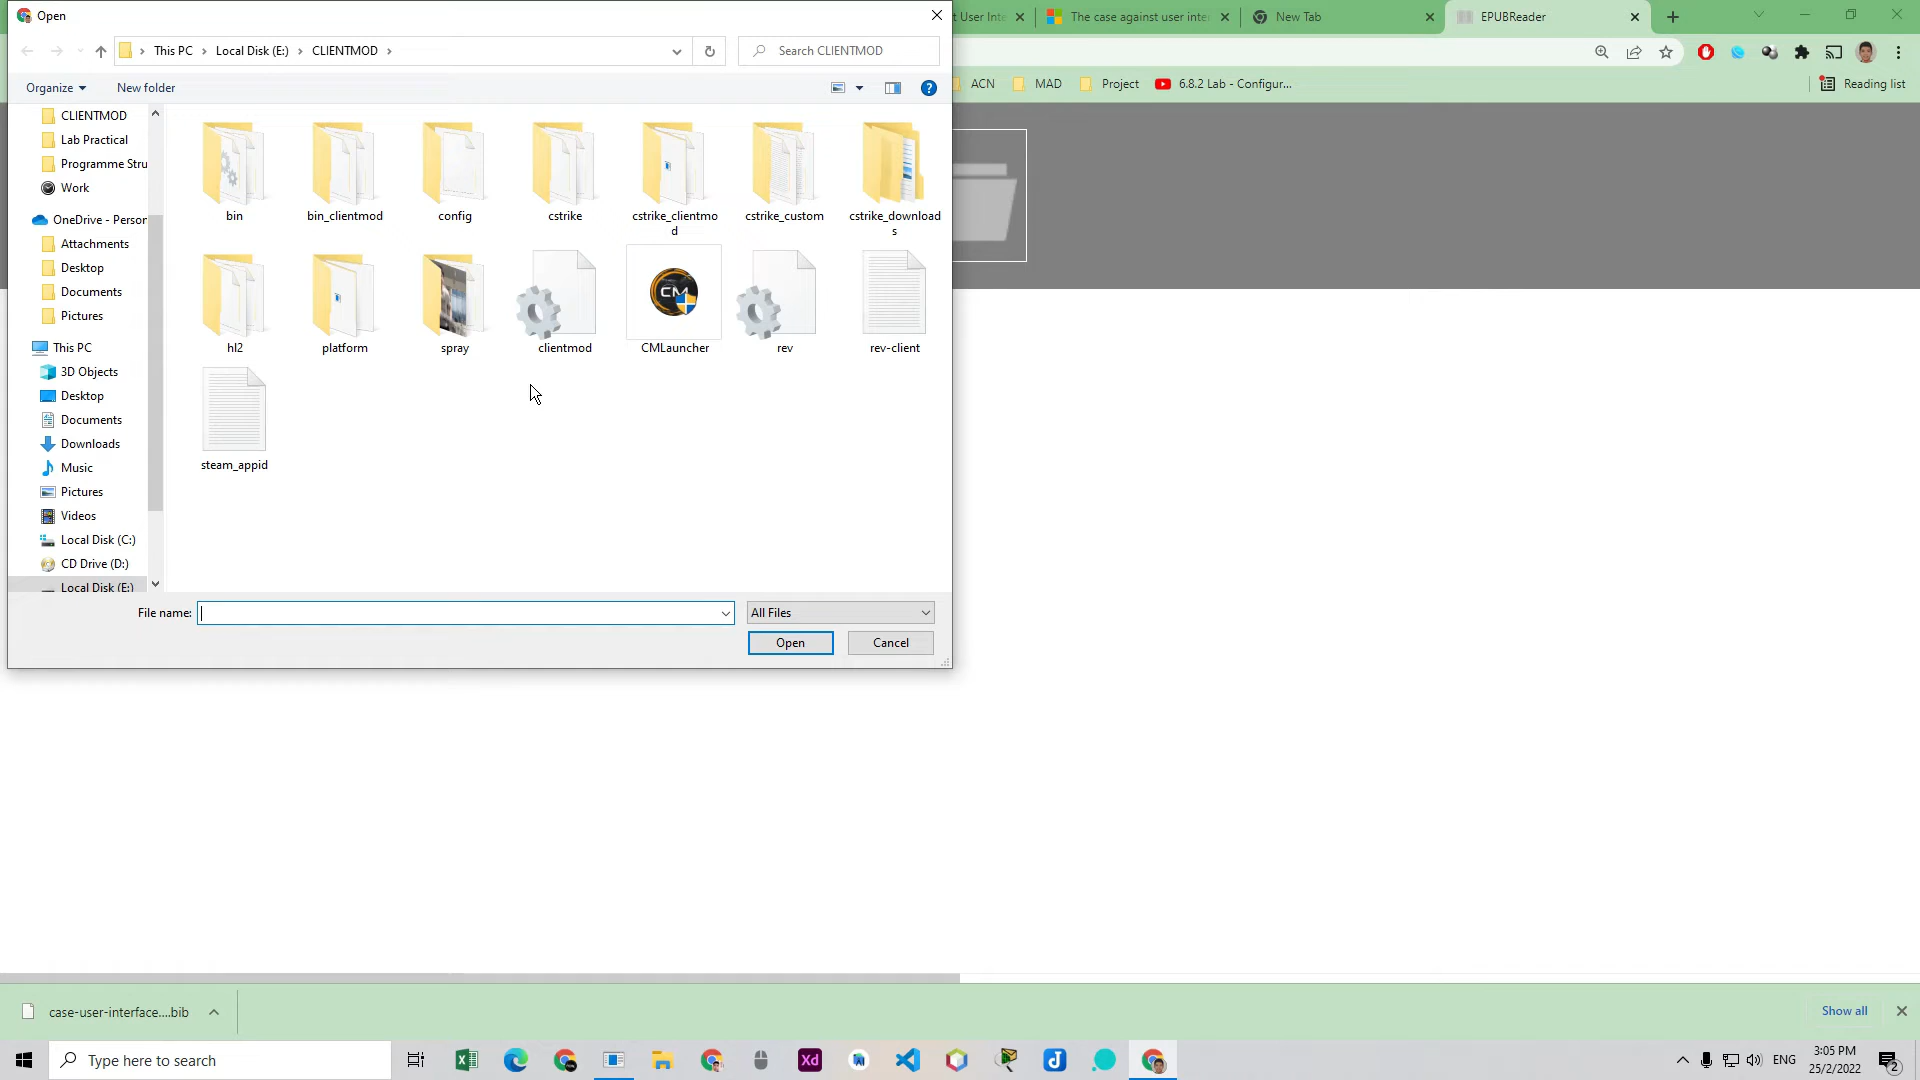 Open
This PC
Local Disk (E:)
CLIENTMOD
Search CLIENTMOD
Organize
New folder
CLIENTMOD
Lab Practical
Programme Stru
Work
OneDrive - Person
Attachments
Desktop
Documents
Pictures
This PC
3D Objects
Desktop
Documents
Downloads
Music
Pictures
Videos
Local Disk (C:)
CD Drive (D:)
Local Disk (E:)
bin
bin_clientmod
config
cstrike
cstrike_clientmo
d
cstrike_custom
cstrike_download
s
hl2
platform
spray
clientmod
CM
CMLauncher
rev
rev-client
steam_appid
File name:
All Files
Open
Cancel
t User Inte
The case against user inte
New Tab
EPUBReader
ACN
MAD
Project
6.8.2 Lab - Configur...
Reading list
case-user-interface....bib
Show all
Type here to search
Xd
ENG
3:05 PM
25/2/2022
2